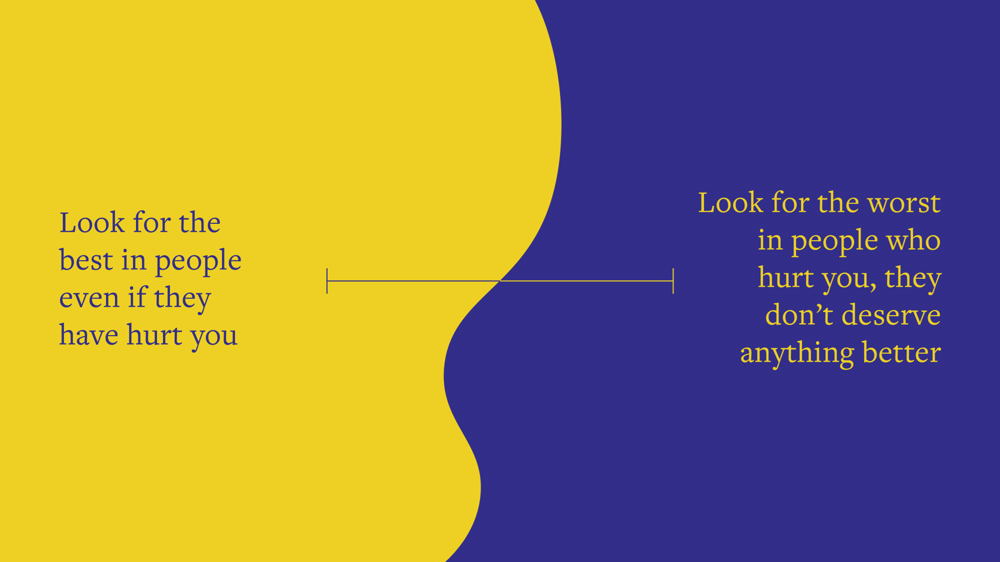 Look for the
best in people
even if they
have hurt you
Look for the worst
in people who
hurt you, they
don’t deserve
anything better